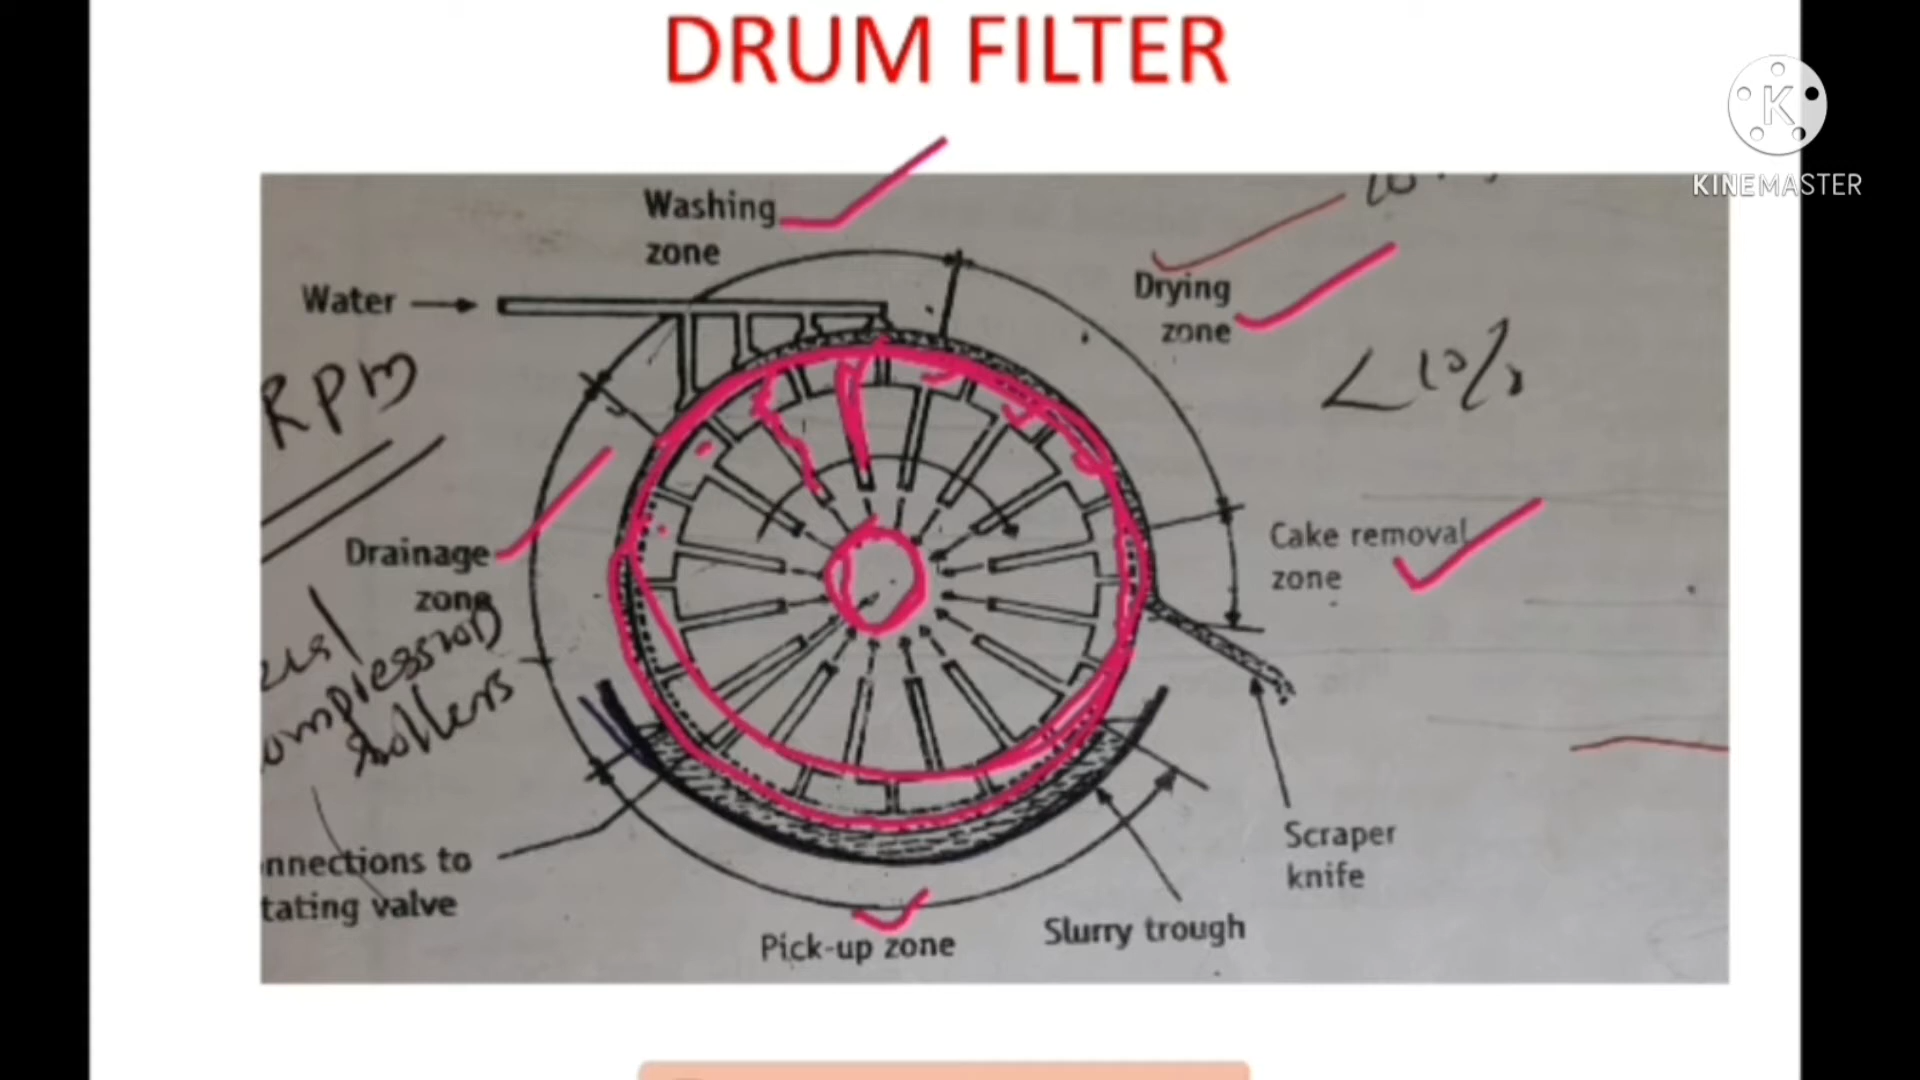 DRUM FILTER
K
KINEMASTER
Washing
zone
Water
Drying
zone
<10%
RPM
Drainage
zone
Cake removal
zone
compression
rollers
Scraper
knife
nnections to
tating valve
Slurry trough
Pick-up zone